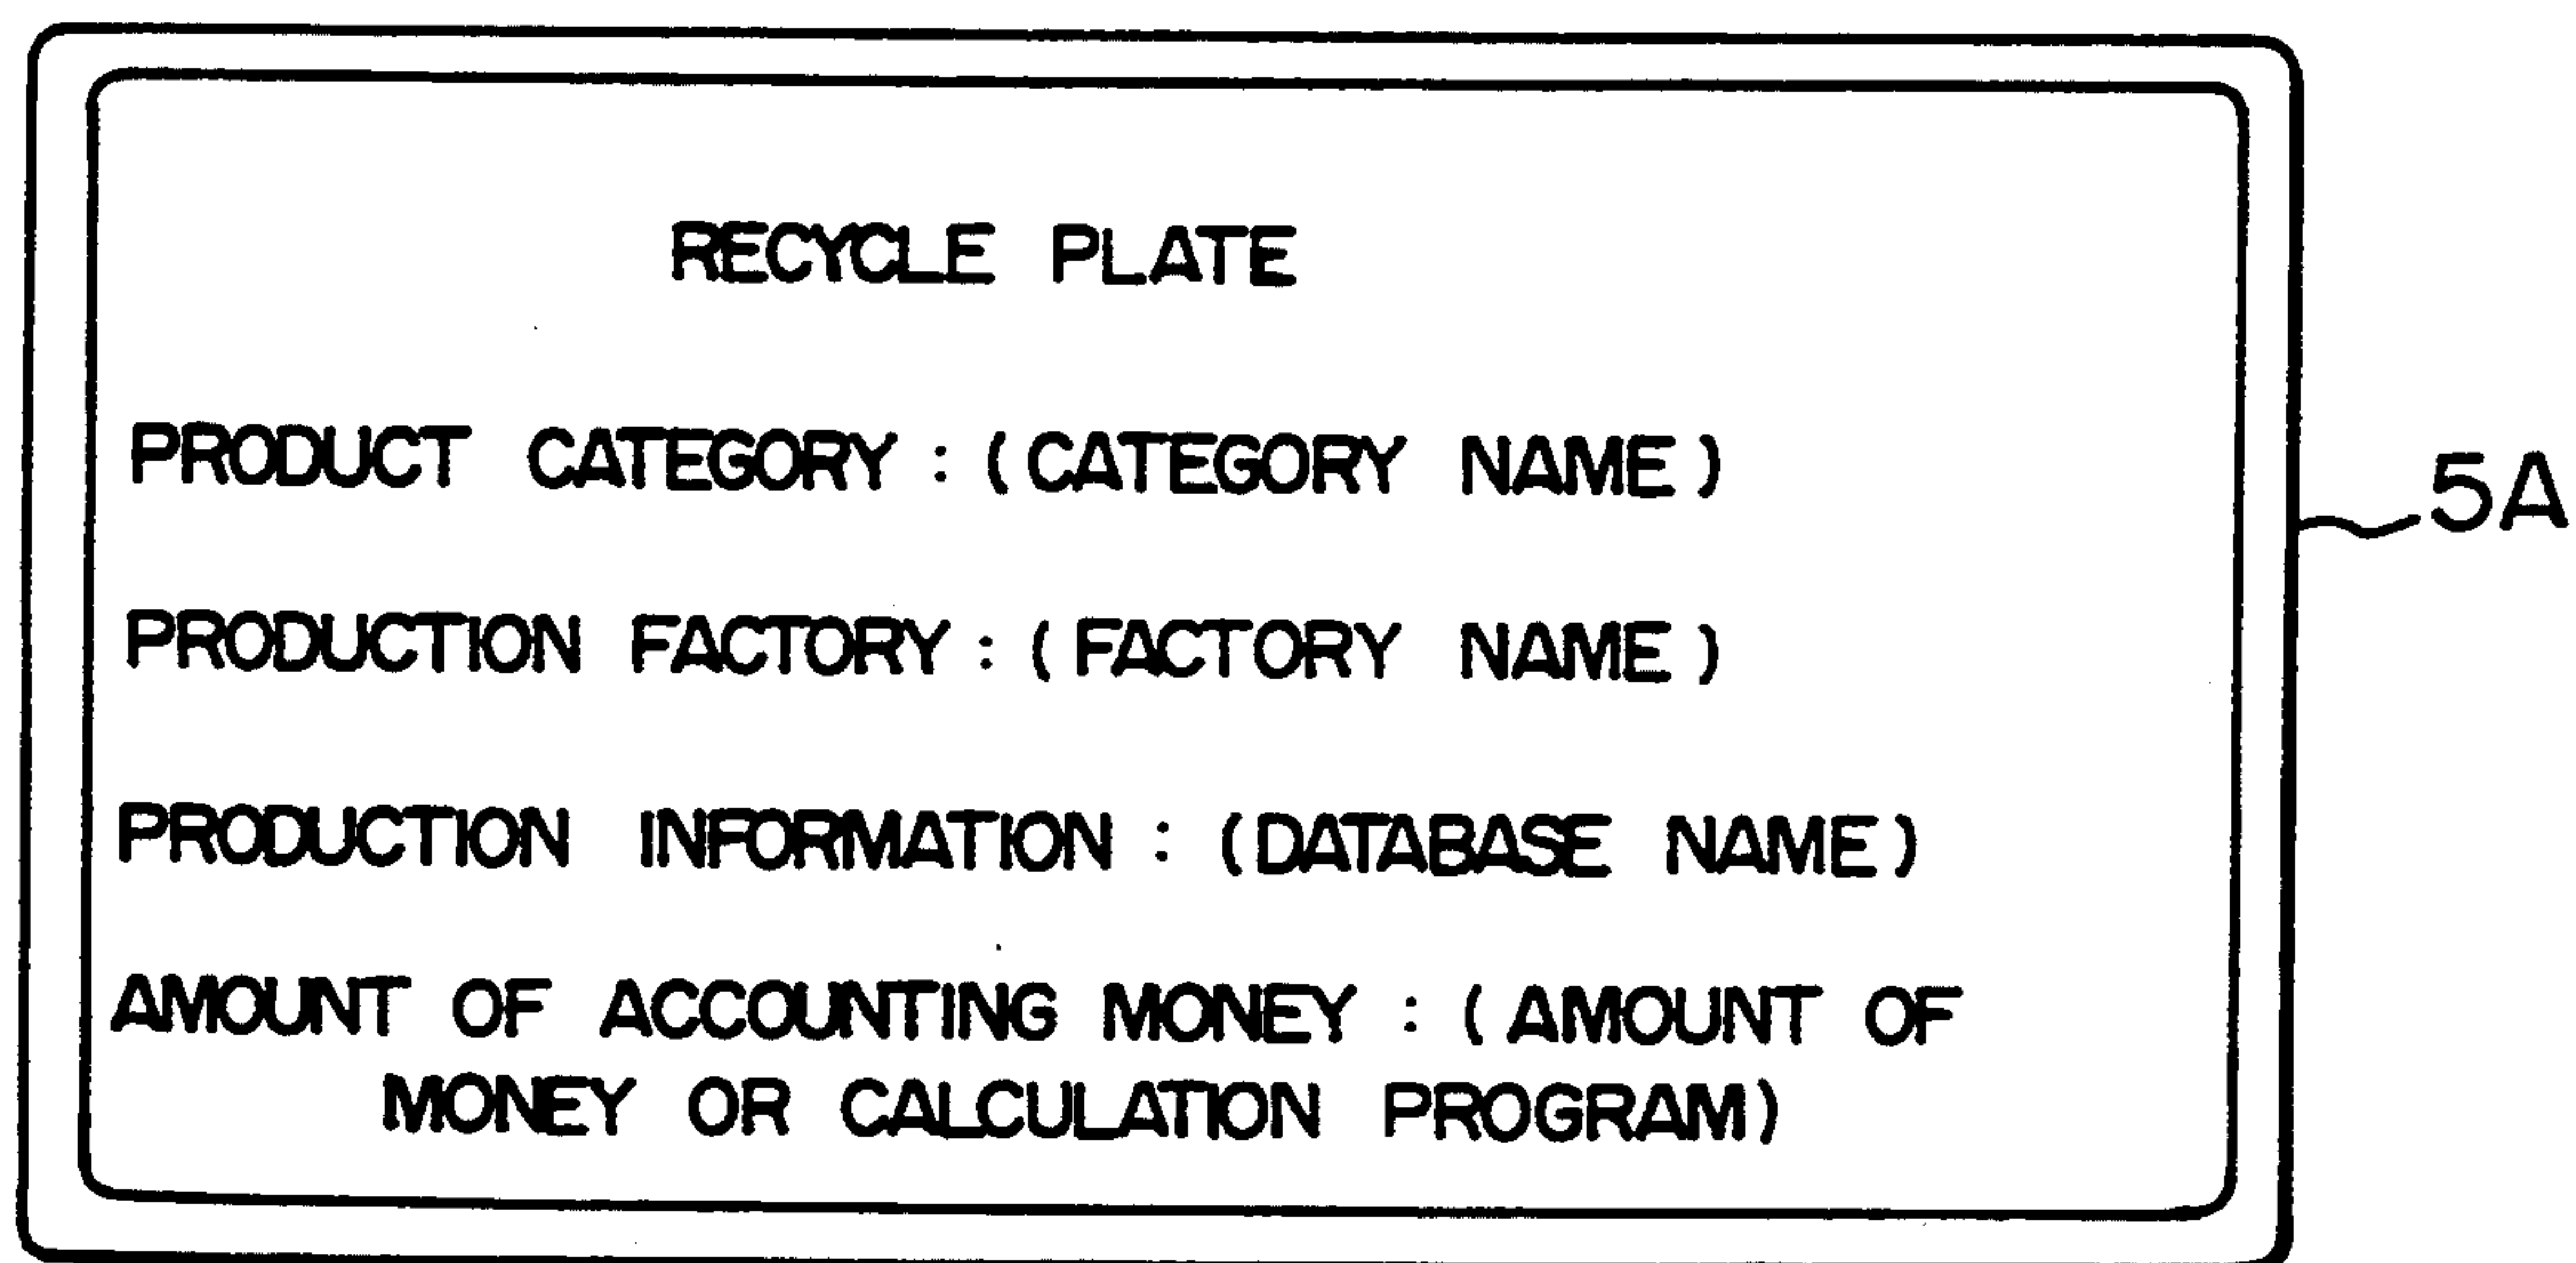 RECYCLE PLATE
PRODUCT CATEGORY : (CATEGORY NAME)
5A
PRODUCTION FACTORY : (FACTORY NAME)
PRODUCTION INFORMATION : (DATABASE NAME)
AMOUNT OF ACCOUNTING MONEY : (AMOUNT OF
MONEY OR CALCULATION PROGRAM)